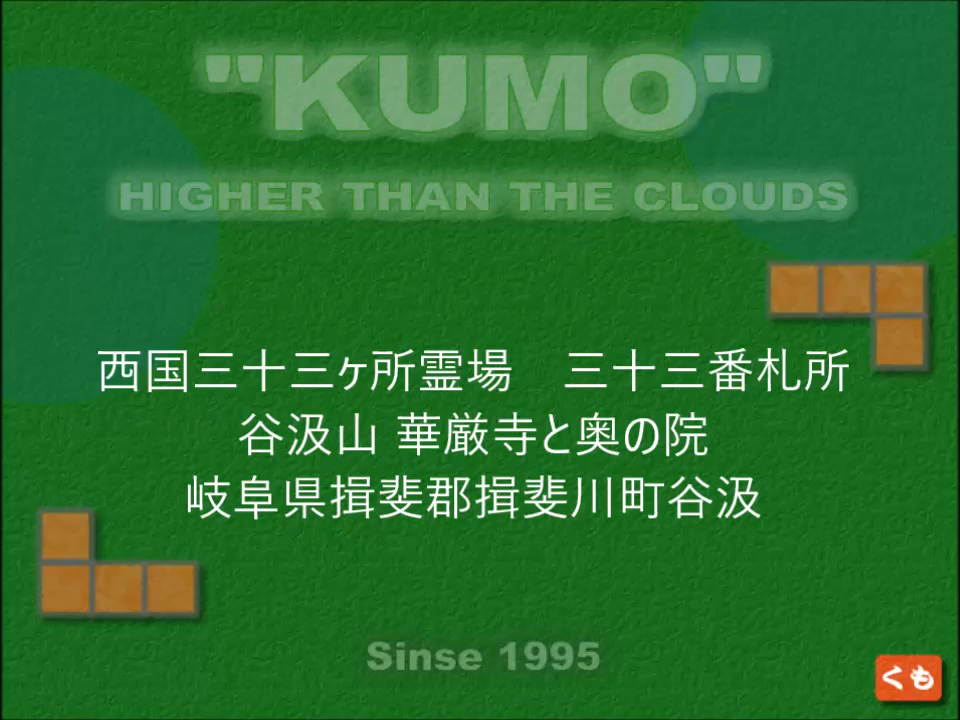 "KUMO"
HIGHER THAN THE CLOUDS
西国三十三ヶ所霊場　三十三番札所
谷汲山 華厳寺と奥の院
岐阜県揖斐郡揖斐川町谷汲
Sinse 1995
くも